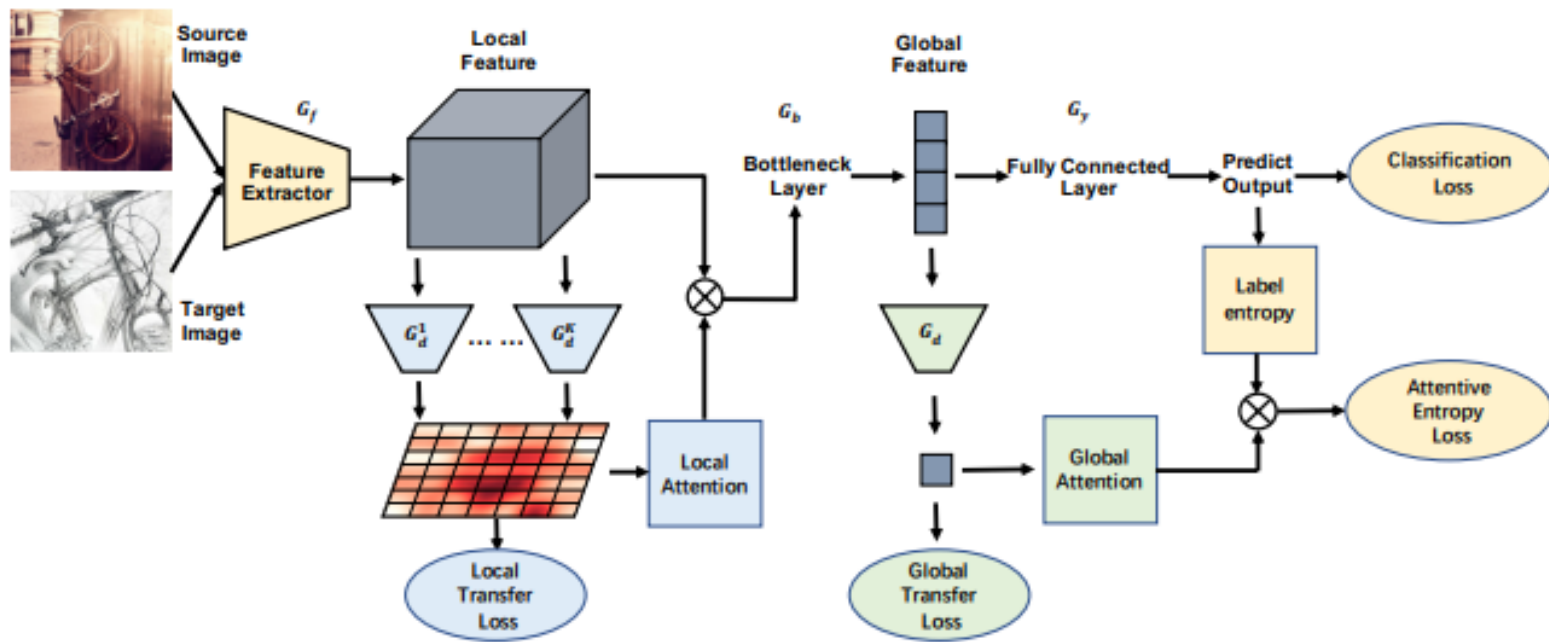 Source
Image
Target
Image
G_f
Feature
Extractor
Local
Feature
G_d^1
... ...
G_d^K
Local
Attention
Local
Transfer
Loss
G_b
Bottleneck
Layer
Global
Feature
G_d
Global
Attention
Global
Transfer
Loss
G_y
Fully Connected
Layer
Predict
Output
Classification
Loss
Label
entropy
Attentive
Entropy
Loss